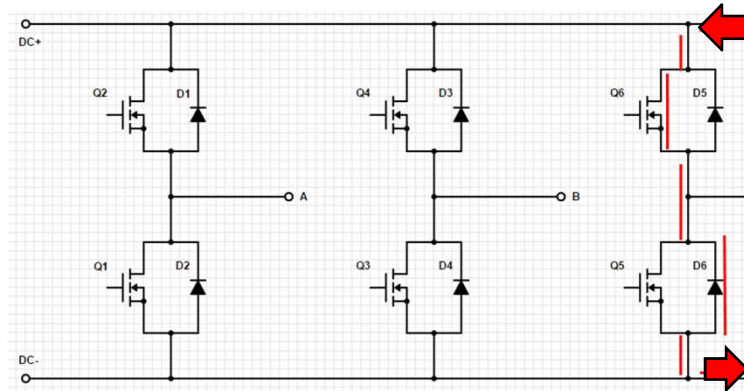 DC+
Q2 D1 Q4 D3 Q6 D5
A B
Q1 D2 Q3 D4 Q5 D6
DC-